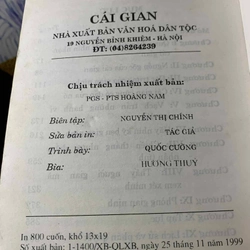 CÁI GIAN
NHÀ XUẤT BẢN VĂN HOÁ DÂN TỘC
19 NGUYỄN BỈNH KHIÊM - HÀ NỘI
ĐT: (04)8264239
Chịu trách nhiệm xuất bản:
PGS - PTS HOÀNG NAM
Biên tập: NGUYỄN THỊ CHÍNH
Sửa bản in: TÁC GIẢ
Trình bày: QUỐC CƯỜNG
Bìa: HƯƠNG THỦY
In 800 cuốn, khổ 13x19
Số xuất bản: 1-1400/XB-QLXB, ngày 25 tháng 11 năm 1999